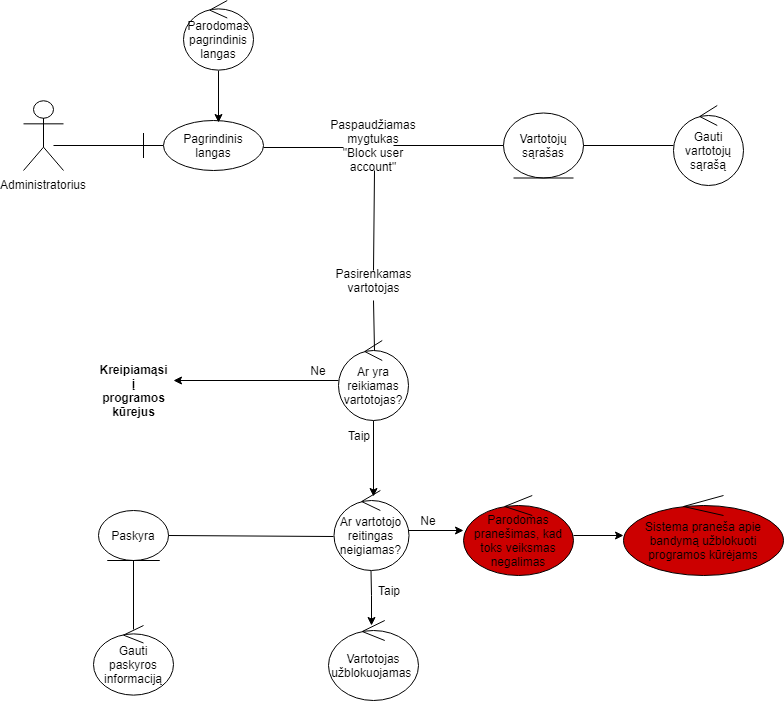 Parodomas
pagrindinis
langas
Administratorius
Pagrindinis
langas
Paspaudžiamas
mygtukas
"Block user
account"
Vartotojų
sąrašas
Gauti
vartotojų
sąrašą
Pasirenkamas
vartotojas
Kreipiamąsi
į
programos
kūrejus
Ne
Ar yra
reikiamas
vartotojas?
Taip
Paskyra
Ar vartotojo
reitingas
neigiamas?
Ne
Parodomas
pranešimas, kad
toks veiksmas
negalimas
Sistema praneša apie
bandymą užblokuoti
programos kūrėjams
Taip
Gauti
paskyros
informaciją
Vartotojas
užblokuojamas